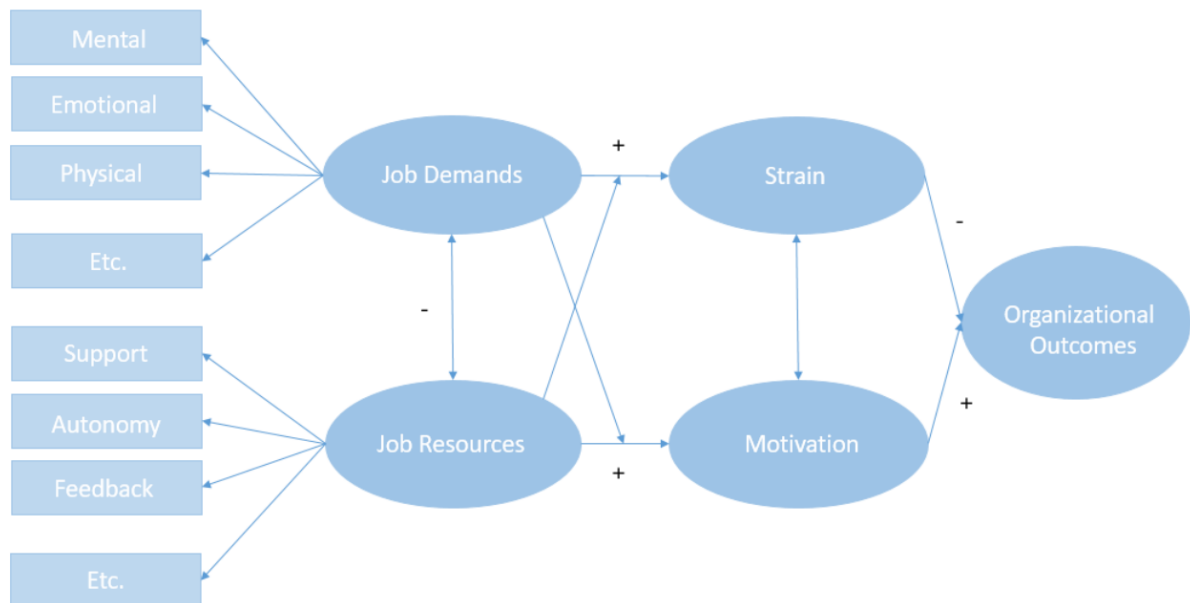 Mental
Emotional
Physical
Etc.
Support
Autonomy
Feedback
Etc.
Job Demands
-
Job Resources
+
+
Strain
Motivation
-
+
Organizational
Outcomes